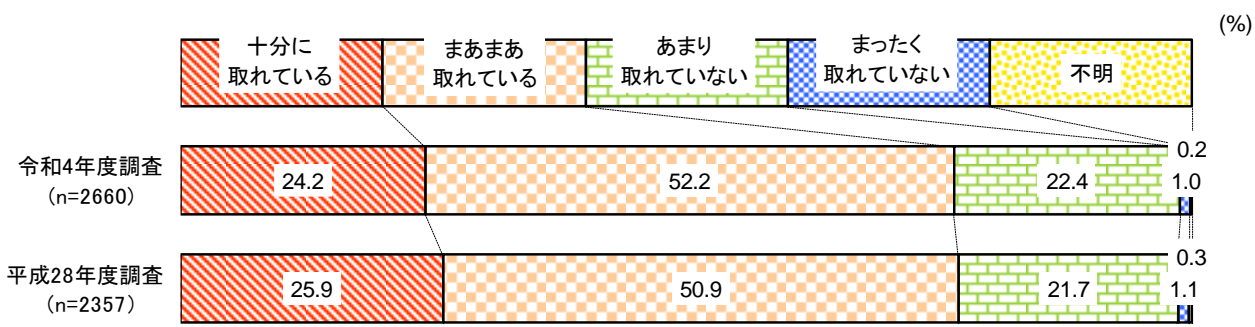 (%)
十分に
取れている
まあまあ
取れている
あまり
取れていない
まったく
取れていない
不明
令和4年度調査
(n=2660)
24.2
52.2
22.4
1.0
0.2
平成28年度調査
(n=2357)
25.9
50.9
21.7
1.1
0.3